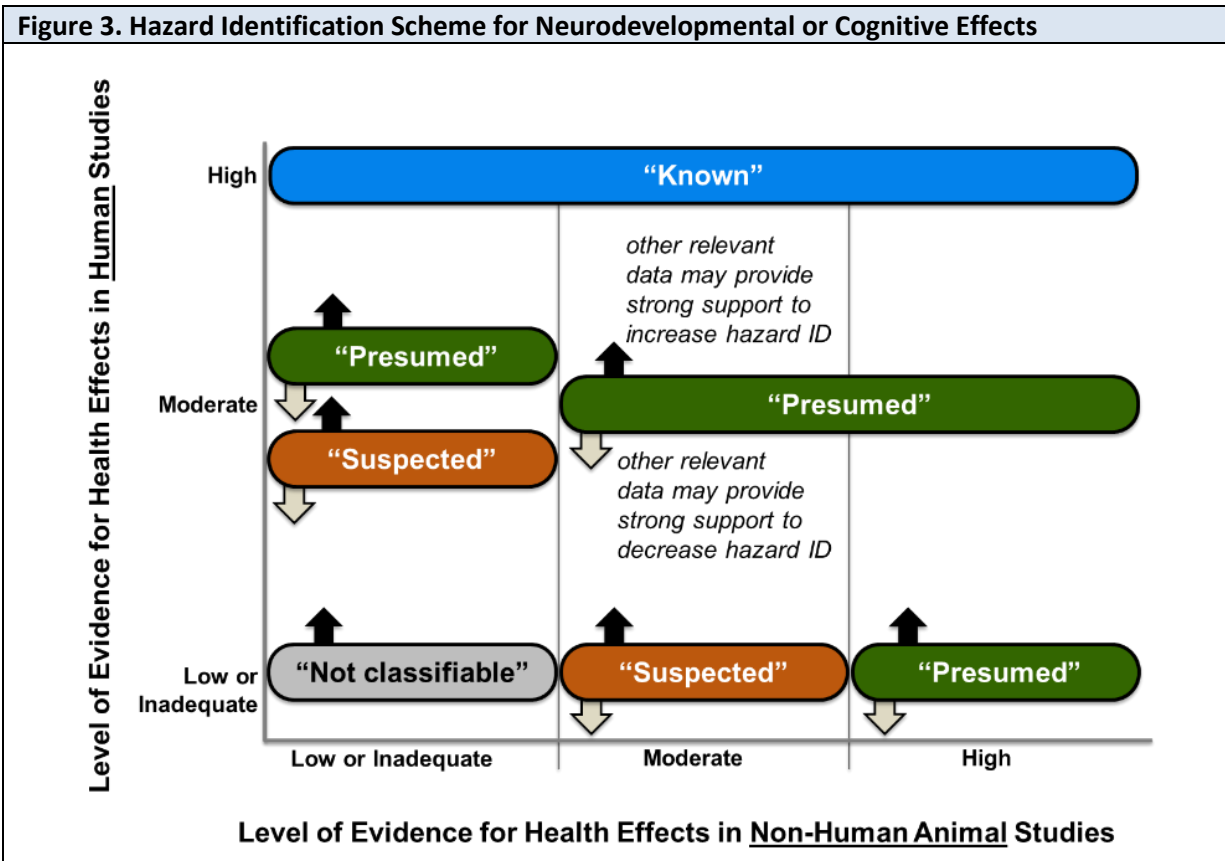 Figure 3. Hazard Identification Scheme for Neurodevelopmental or Cognitive Effects
Level of Evidence for Health Effects in Human Studies
High
“Known”
other relevant
data may provide
strong support to
increase hazard ID
“Presumed”
Moderate
“Presumed”
“Suspected”
other relevant
data may provide
strong support to
decrease hazard ID
Low or
Inadequate
“Not classifiable”
“Suspected”
“Presumed”
Low or Inadequate
Moderate
High
Level of Evidence for Health Effects in Non-Human Animal Studies